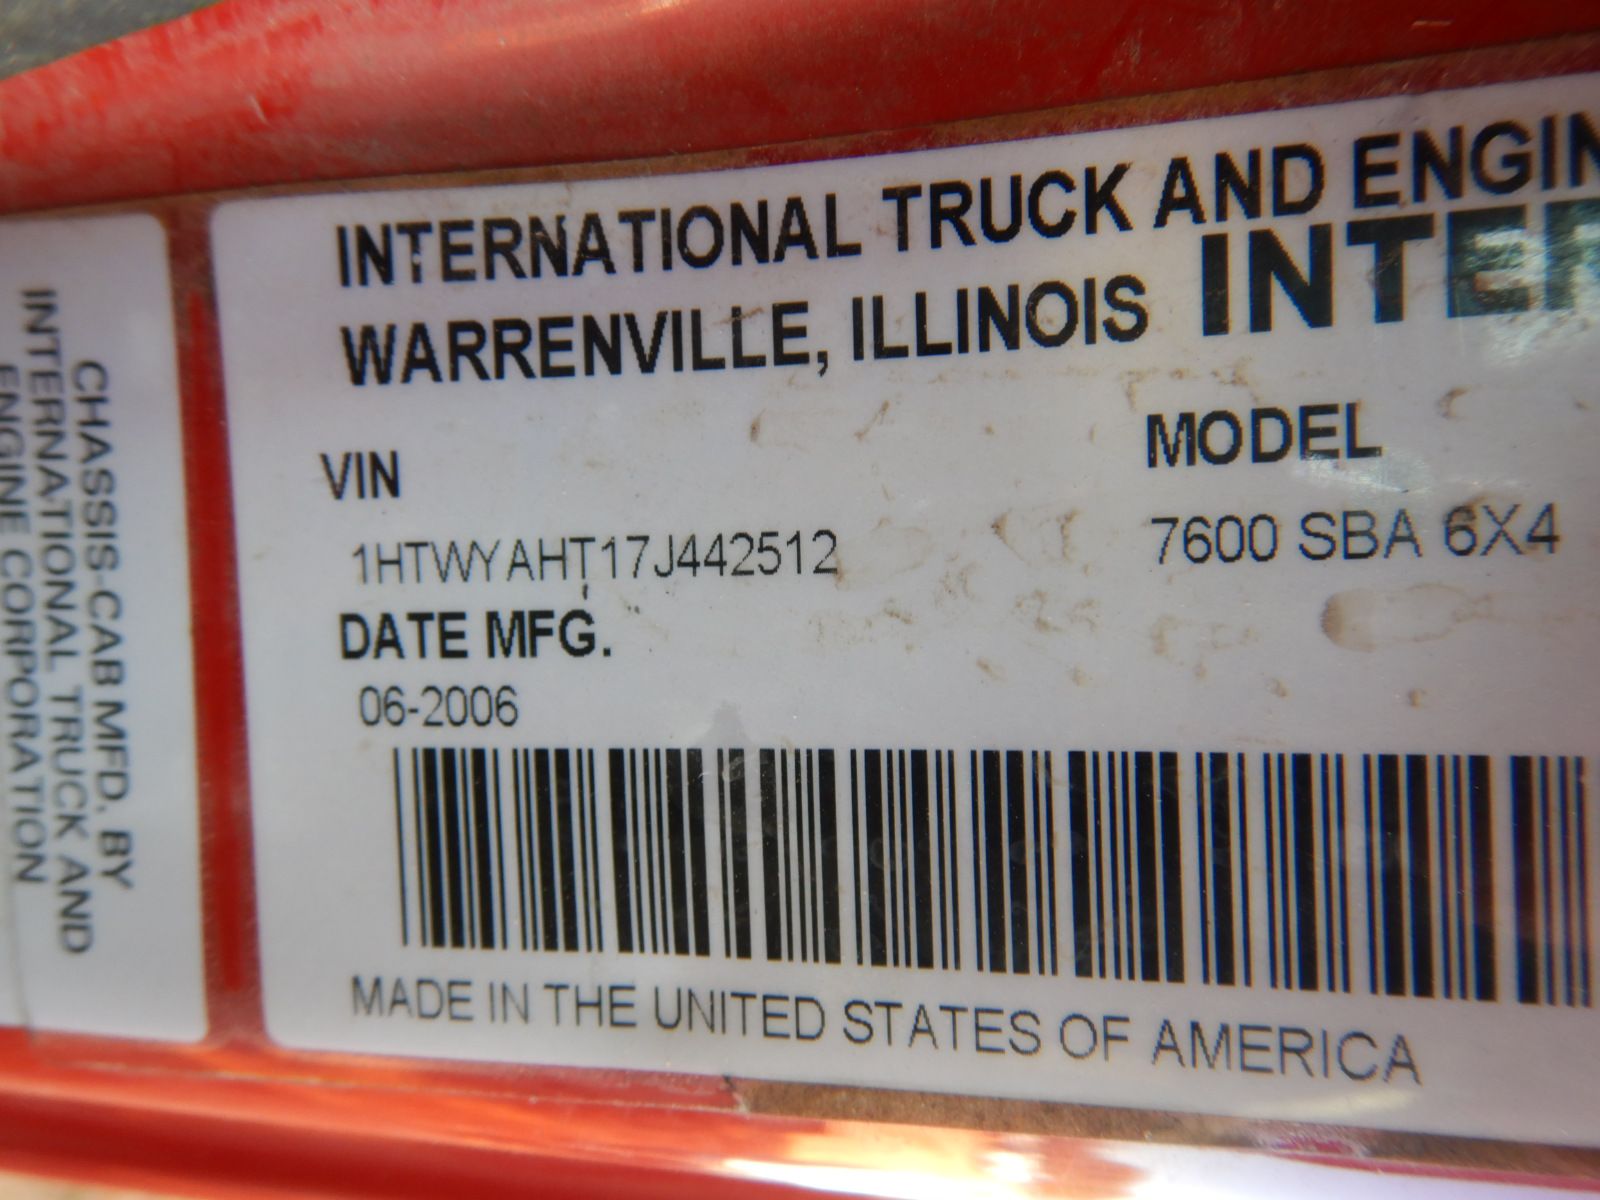 INTERNATIONAL TRUCK AND ENGIN
WARRENVILLE, ILLINOIS INTER
VIN
MODEL
1HTWYAHT17J442512
7600 SBA 6X4
DATE MFG.
06-2006
MADE IN THE UNITED STATES OF AMERICA
CHASSIS-CAB MFD. BY
INTERNATIONAL TRUCK AND
ENGINE CORPORATION